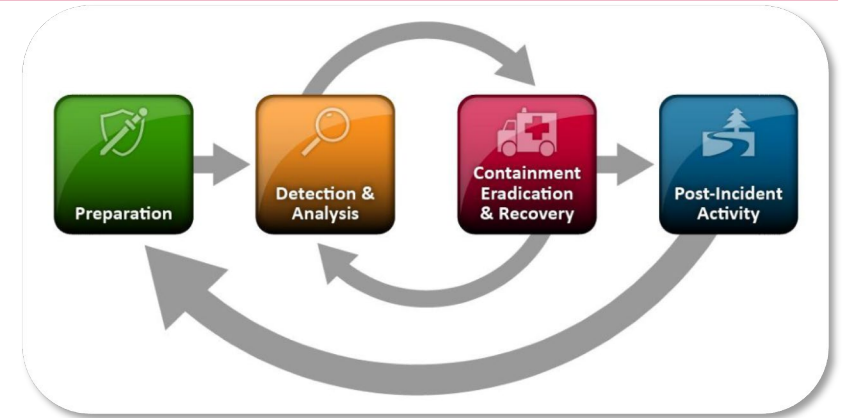 Preparation
Detection &
Analysis
Containment
Eradication
& Recovery
Post-Incident
Activity